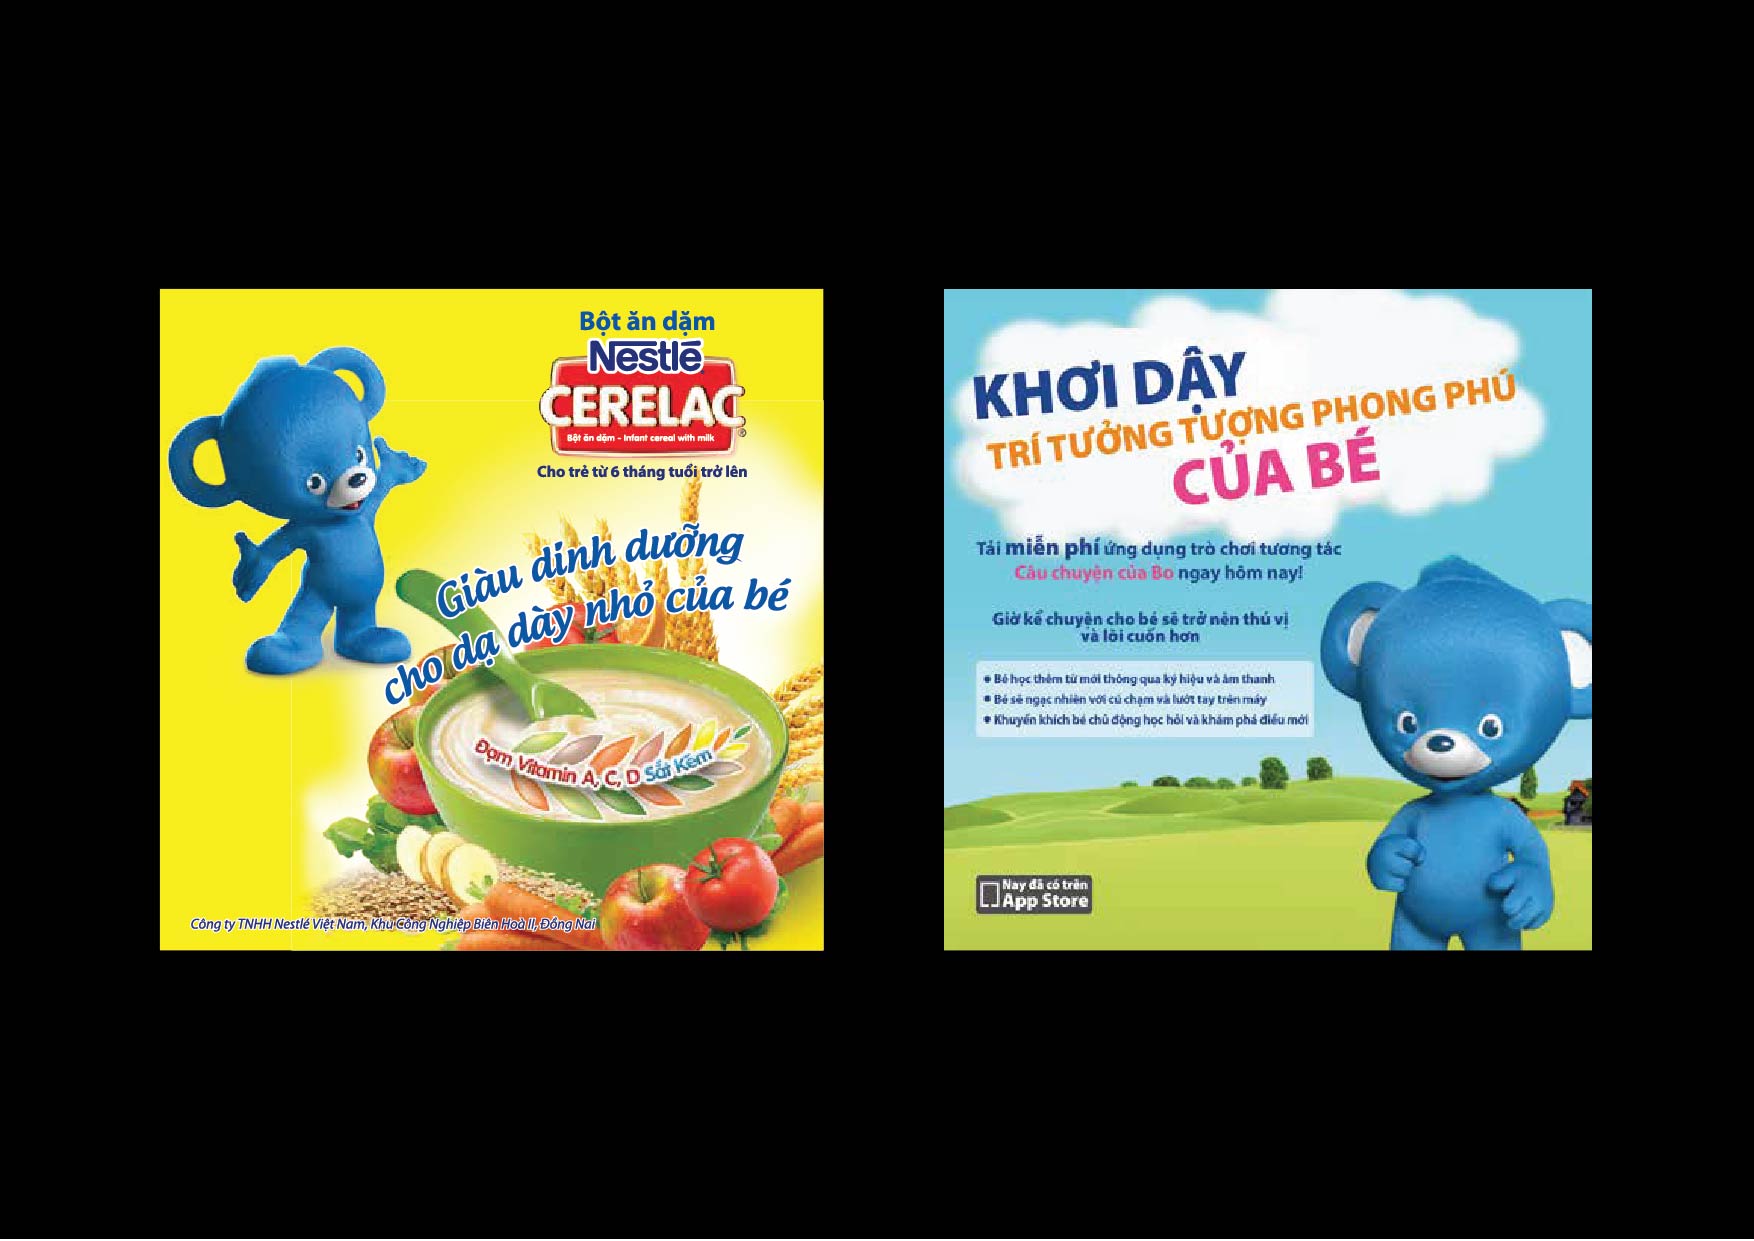 Bột ăn dặm
Nestlé
CERELAC®
Bột ăn dặm - Infant cereal with milk
Cho trẻ từ 6 tháng tuổi trở lên
Giàu dinh dưỡng
cho dạ dày nhỏ của bé
Đạm Vitamin A, C, D Sắt Kẽm
Công ty TNHH Nestlé Việt Nam, Khu Công Nghiệp Biên Hoà II, Đồng Nai
KHƠI DẬY
TRÍ TƯỞNG TƯỢNG PHONG PHÚ
CỦA BÉ
Tải miễn phí ứng dụng trò chơi tương tác
Câu chuyện của Bo ngay hôm nay!
Giờ kể chuyện cho bé sẽ trở nên thú vị
và lôi cuốn hơn
• Bé học thêm từ mới thông qua ký hiệu và âm thanh
• Bé sẽ ngạc nhiên với cú chạm và lướt tay trên máy
• Khuyến khích bé chủ động học hỏi và khám phá điều mới
Nay đã có trên
App Store